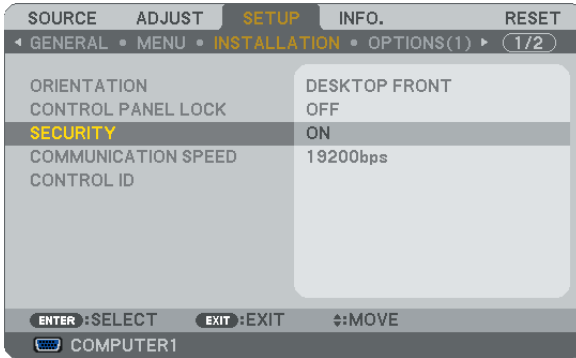 SOURCE ADJUST SETUP INFO. RESET
GENERAL • MENU • INSTALLATION • OPTIONS(1) 1/2
ORIENTATION DESKTOP FRONT
CONTROL PANEL LOCK OFF
SECURITY ON
COMMUNICATION SPEED 19200bps
CONTROL ID
ENTER :SELECT EXIT :EXIT :MOVE
COMPUTER1